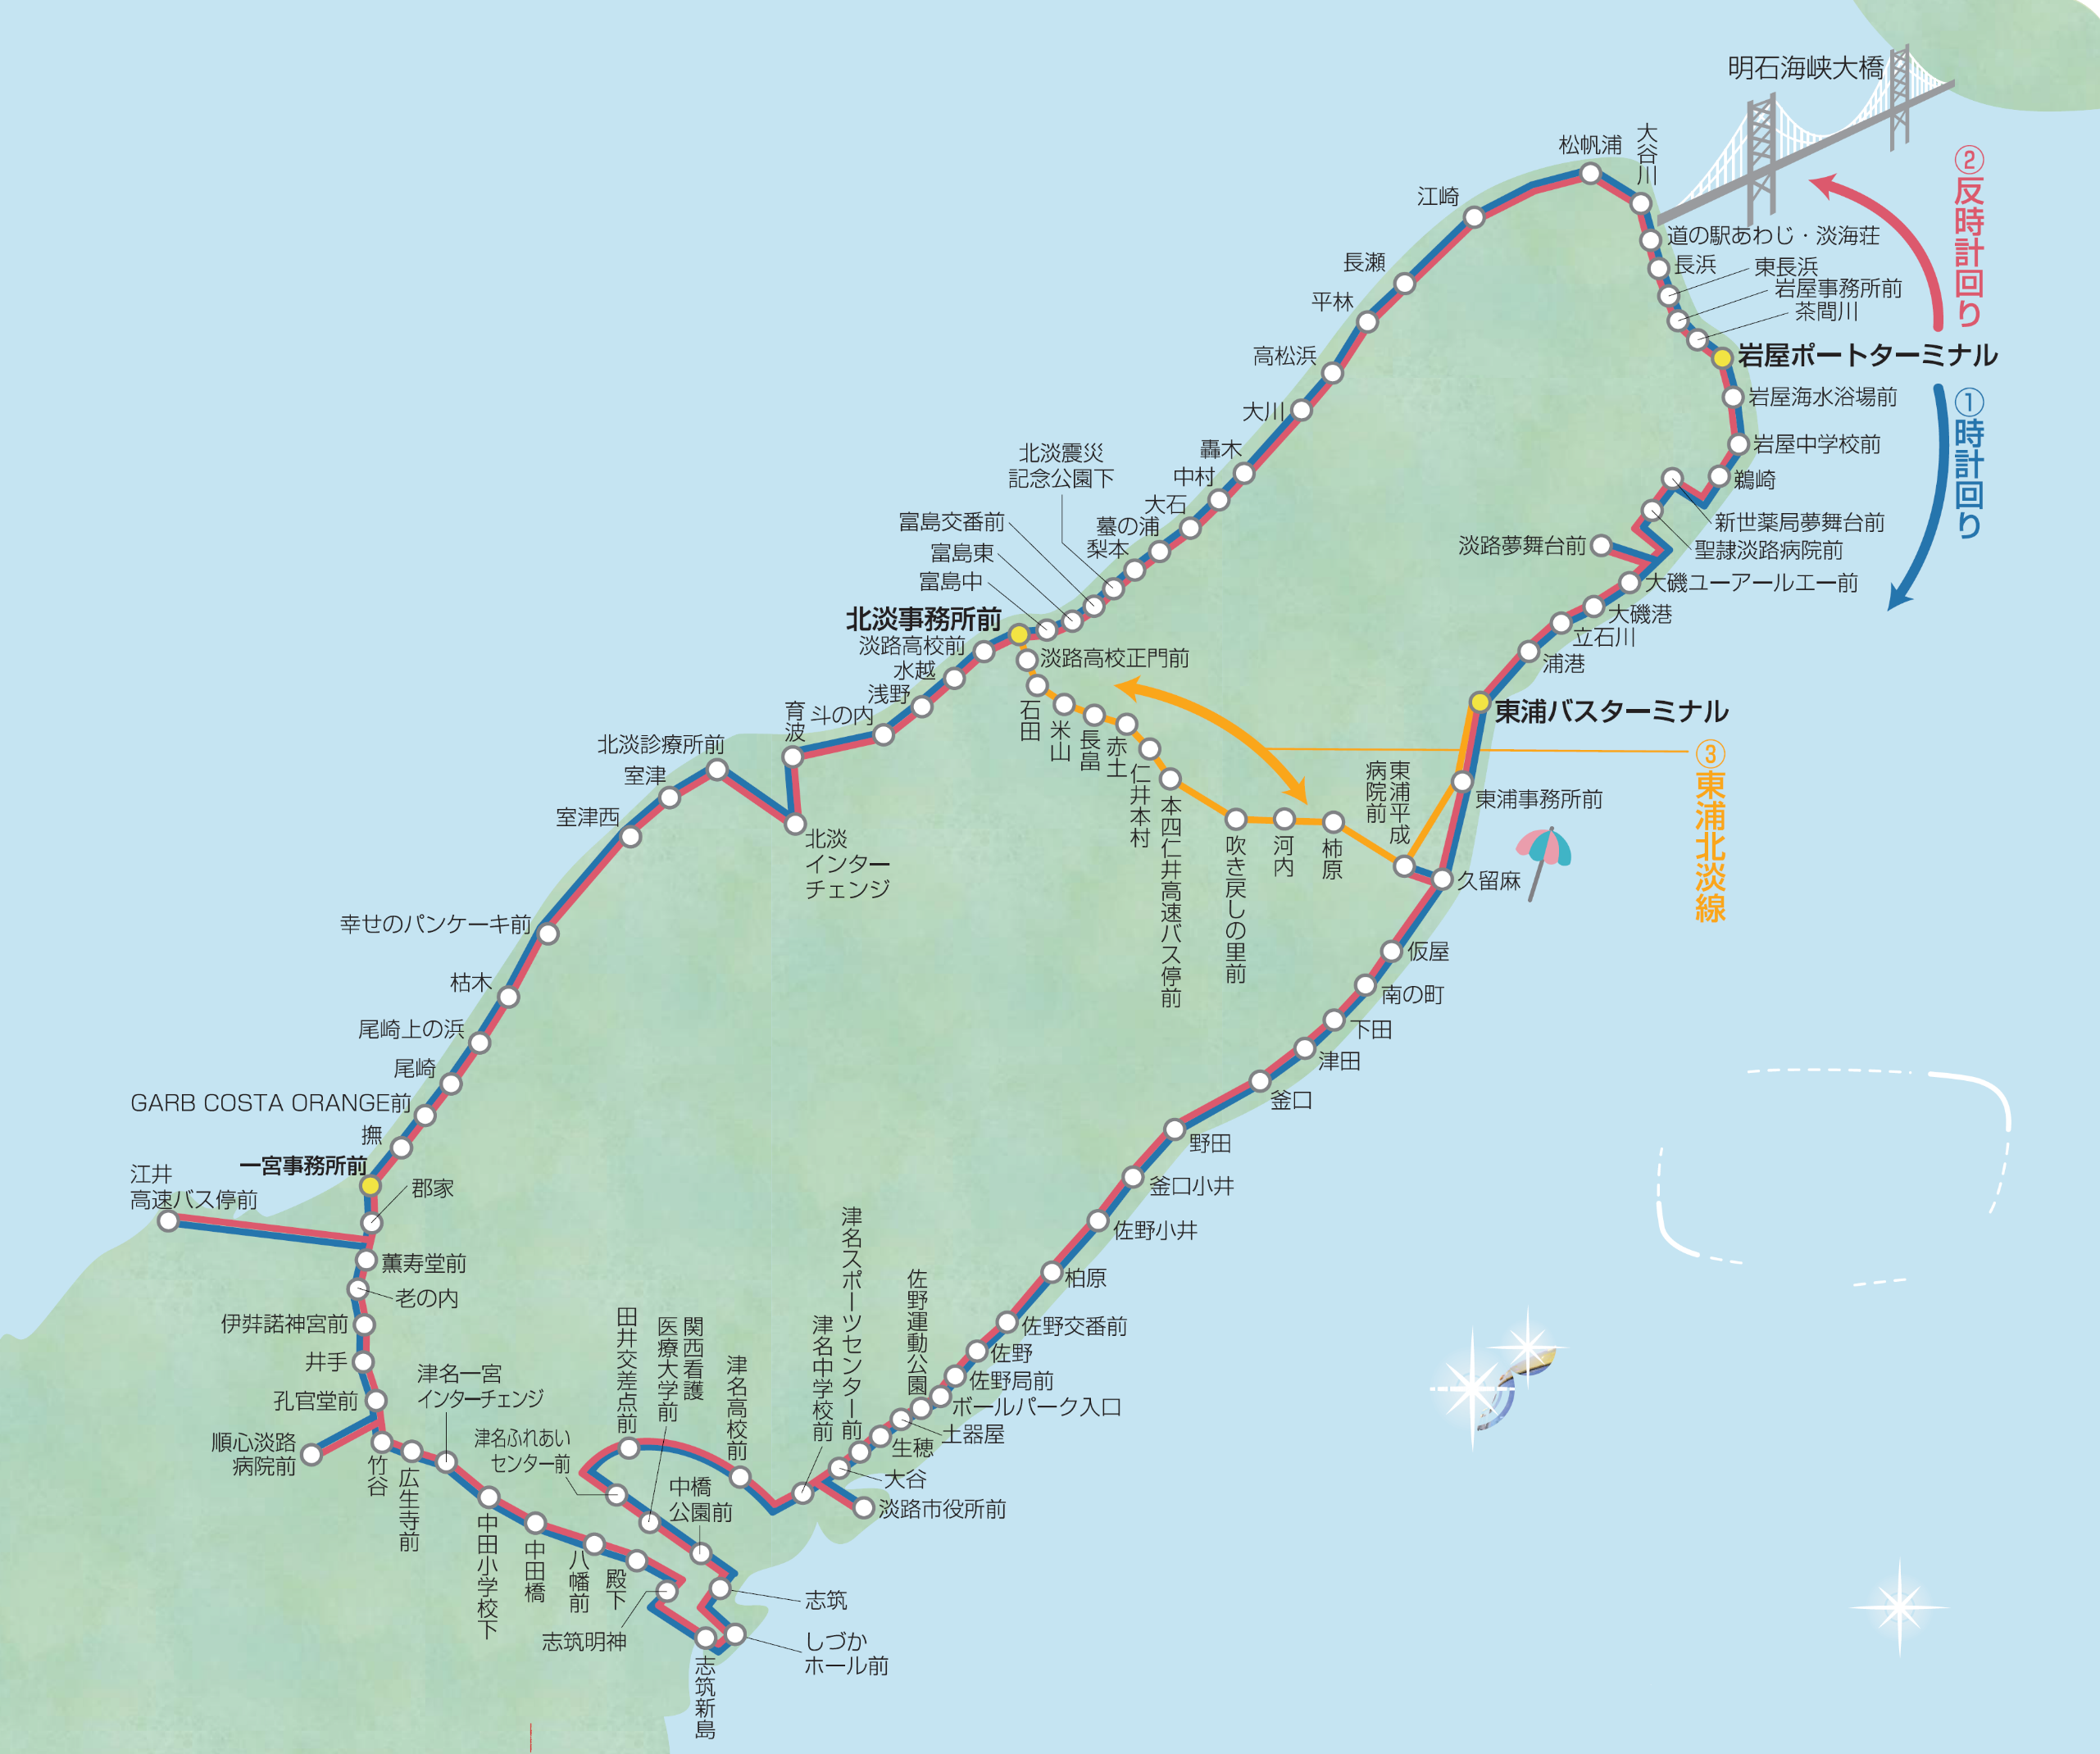 明石海峡大橋
②反時計回り
①時計回り
③東浦北淡線
松帆浦
大谷川
道の駅あわじ・淡海荘
長浜
東長浜
岩屋事務所前
茶間川
岩屋ポートターミナル
岩屋海水浴場前
岩屋中学校前
鵜崎
新世薬局夢舞台前
聖隷淡路病院前
淡路夢舞台前
大磯ユーアールエー前
大磯港
立石川
浦港
東浦バスターミナル
東浦事務所前
東浦平成
病院前
久留麻
仮屋
南の町
下田
津田
釜口
野田
釜口小井
佐野小井
柏原
佐野交番前
佐野
佐野局前
ボールパーク入口
佐野運動公園
土器屋
生穂
津名スポーツセンター前
大谷
淡路市役所前
津名中学校前
津名高校前
田井交差点前
津名ふれあい
センター前
関西看護
医療大学前
中橋
公園前
志筑
しづか
ホール前
志筑新島
志筑明神
殿下
八幡前
中田橋
中田小学校下
津名一宮
インターチェンジ
広生寺前
竹谷
順心淡路
病院前
孔官堂前
井手
伊弉諾神宮前
老の内
薫寿堂前
江井
高速バス停前
郡家
一宮事務所前
撫
GARB COSTA ORANGE前
尾崎
尾崎上の浜
枯木
幸せのパンケーキ前
室津西
室津
北淡診療所前
北淡
インター
チェンジ
育波
斗の内
浅野
水越
淡路高校前
北淡事務所前
富島中
富島東
富島交番前
北淡震災
記念公園下
梨本
蟇の浦
大石
中村
轟木
大川
高松浜
平林
長瀬
江崎
淡路高校正門前
石田
米山
長畠
赤土
仁井本村
本四仁井高速バス停前
吹き戻しの里前
河内
柿原